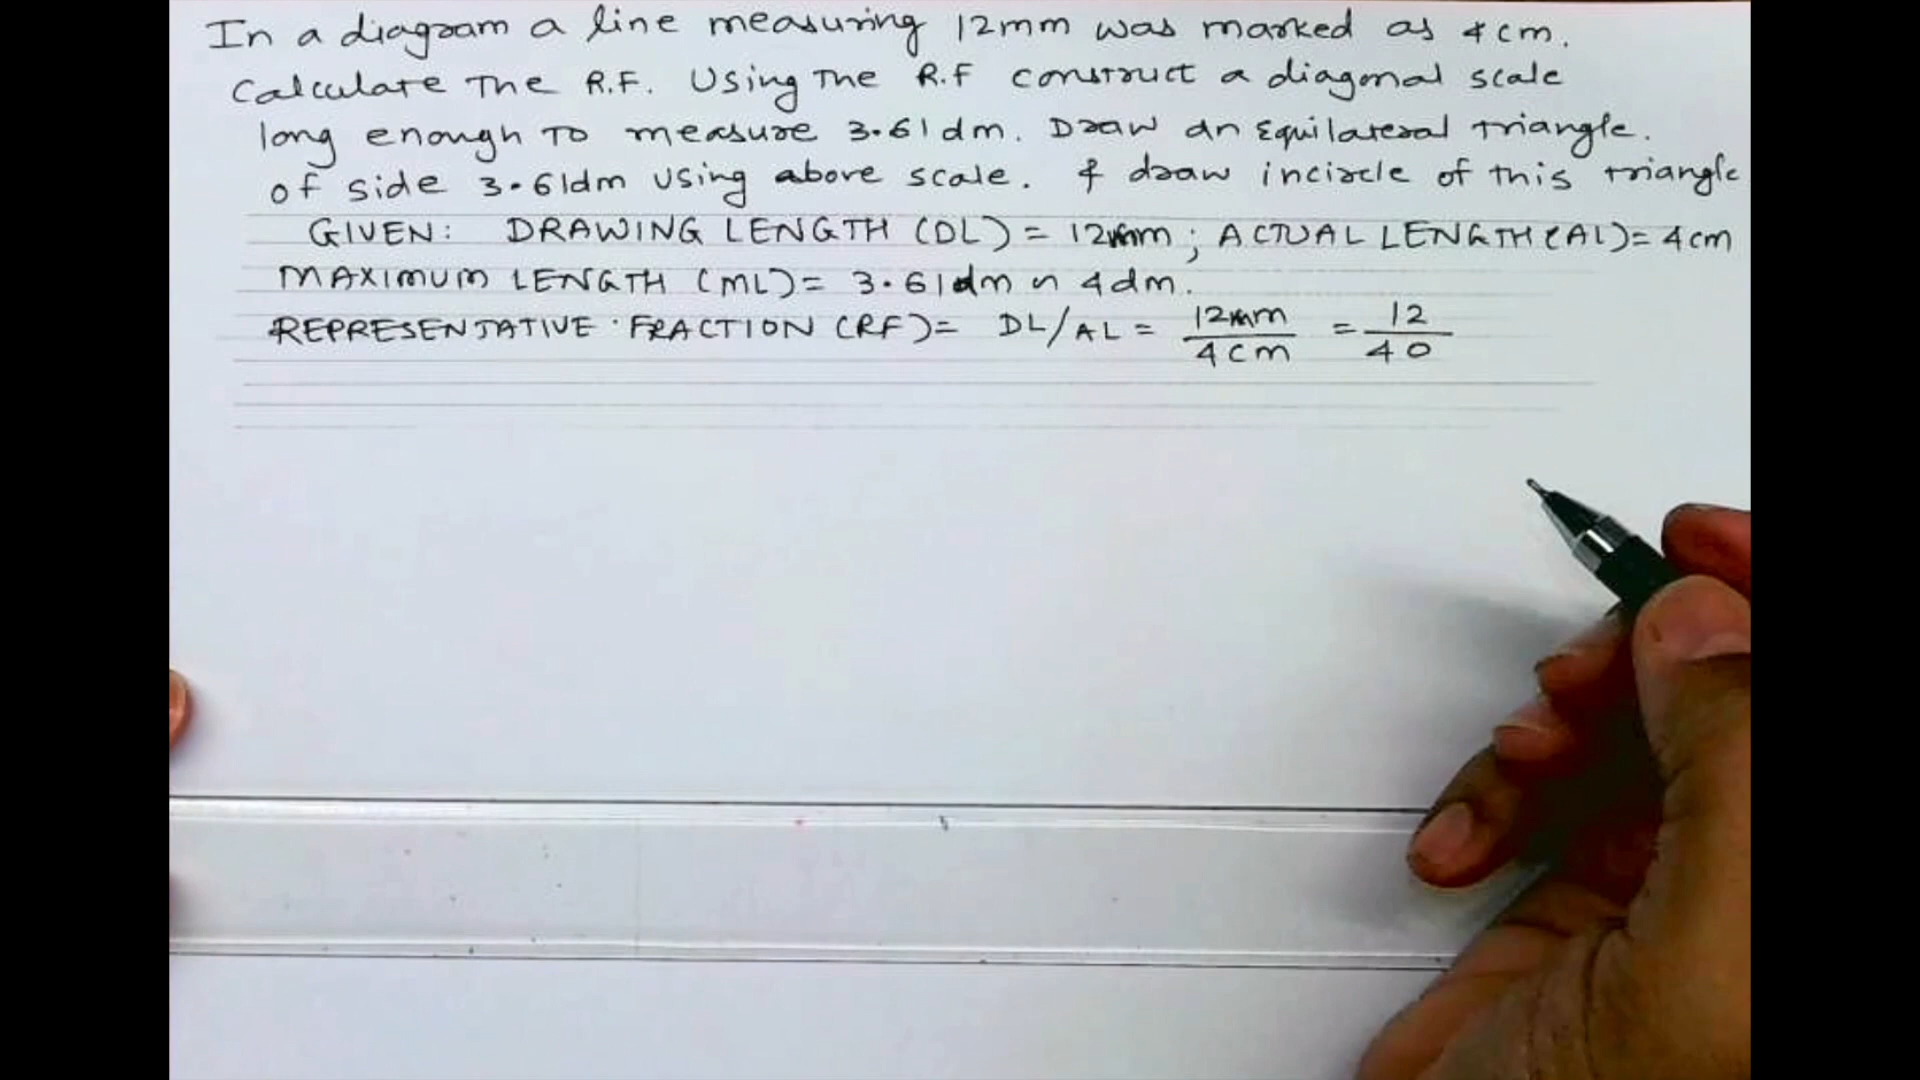 In a diagram a line measuring 12mm was marked as 4cm.
Calculate The R.F. Using The R.F construct a diagonal scale
long enough To measure 3.61dm. Draw an Equilateral triangle.
of side 3.61dm using above scale. & draw incircle of this triangle
GIVEN: DRAWING LENGTH (DL) = 12mm; ACTUAL LENGTH (AL) = 4cm
MAXIMUM LENGTH (ML) = 3.61dm ∩ 4dm.
REPRESENTATIVE FRACTION (RF) = DL/AL = 12mm/4cm = 12/40